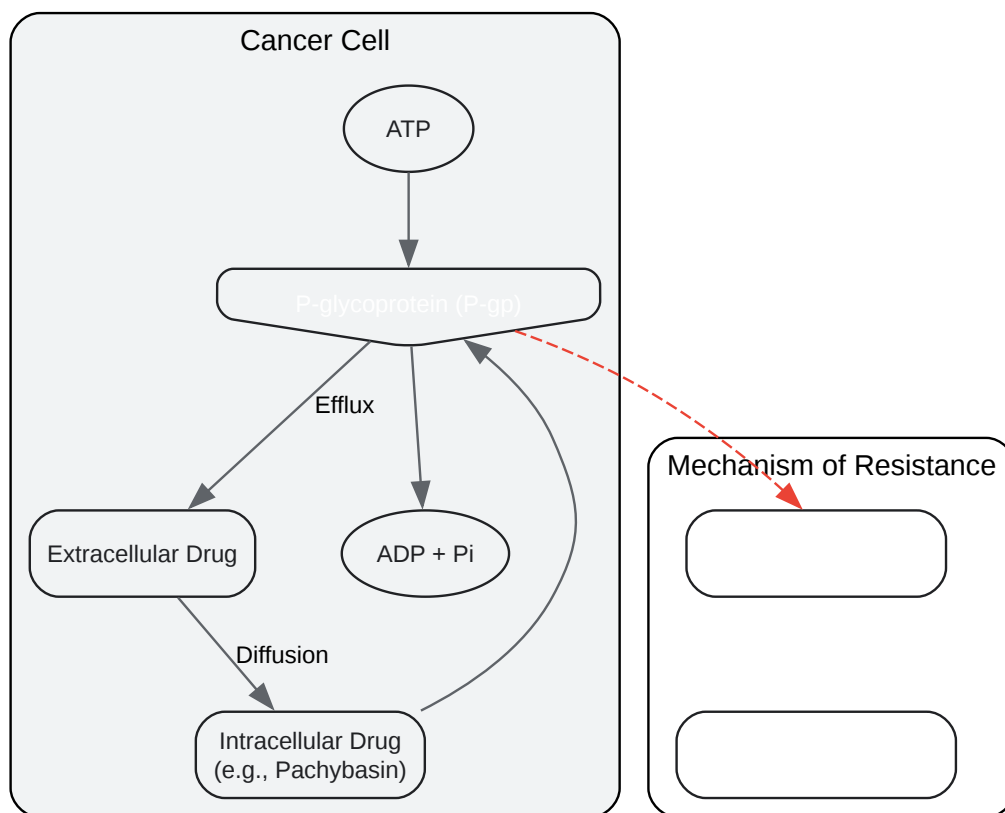 Cancer Cell
ATP
P-glycoprotein (P-gp)
Efflux
Mechanism of Resistance
Extracellular Drug
ADP + Pi
Diffusion
Intracellular Drug
(e.g., Pachybasin)